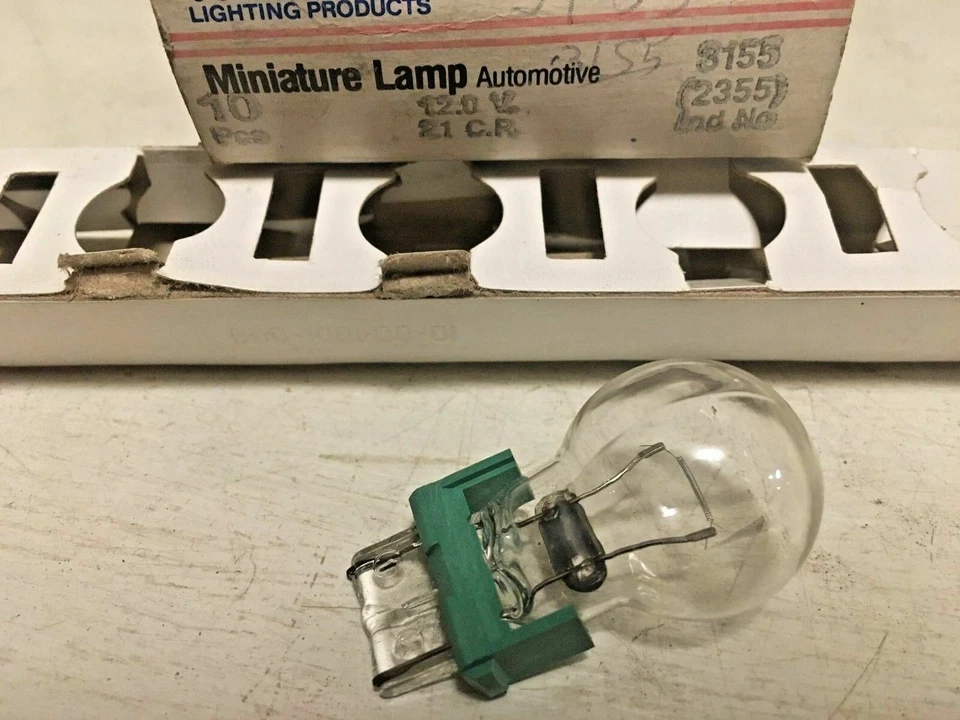 LIGHTING PRODUCTS
Miniature Lamp Automotive
3155
10 Pcs
12.0 V.
21 C.P.
3155
(2355)
Ind No